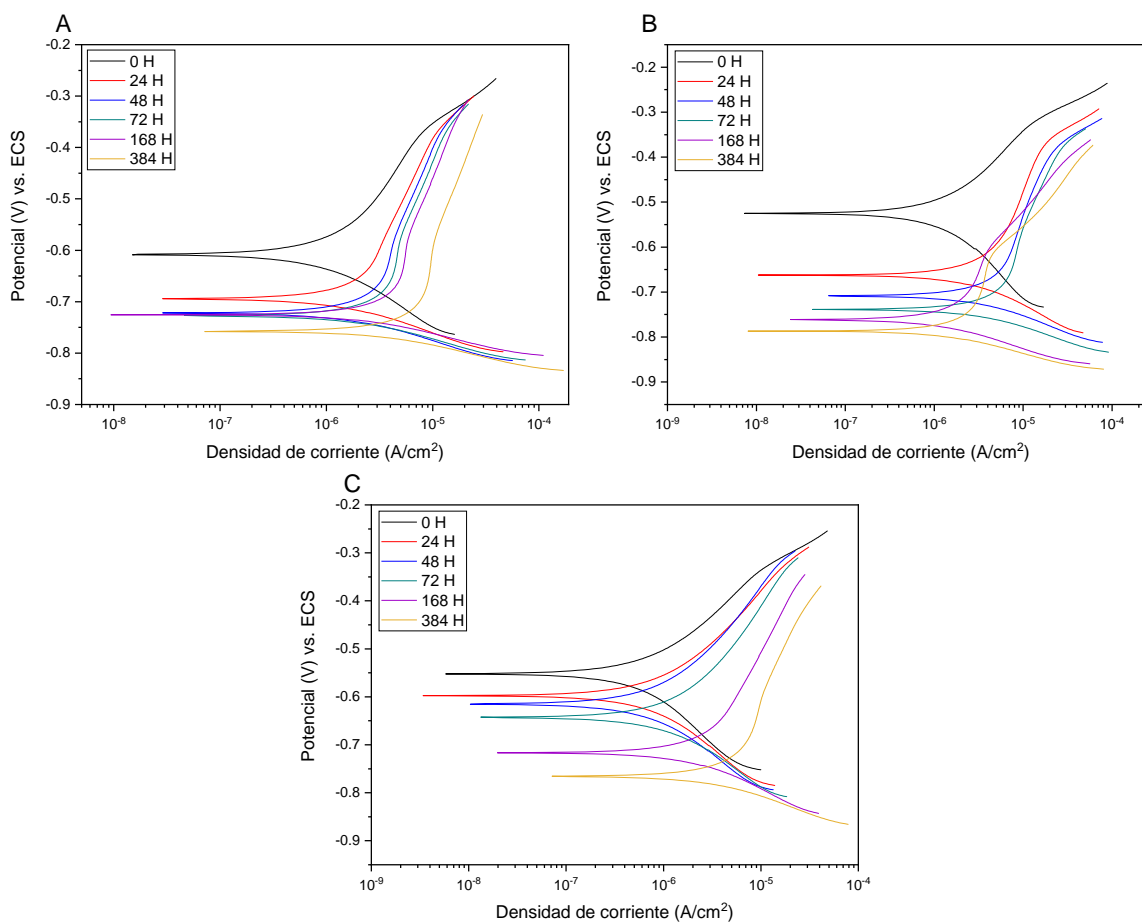 A
-0.2
-0.3
-0.4
-0.5
-0.6
-0.7
-0.8
-0.9
Potencial (V) vs. ECS
0 H
24 H
48 H
72 H
168 H
384 H
10⁻⁸
10⁻⁷
10⁻⁶
10⁻⁵
10⁻⁴
Densidad de corriente (A/cm²)
B
-0.2
-0.3
-0.4
-0.5
-0.6
-0.7
-0.8
-0.9
Potencial (V) vs. ECS
0 H
24 H
48 H
72 H
168 H
384 H
10⁻⁹
10⁻⁸
10⁻⁷
10⁻⁶
10⁻⁵
10⁻⁴
Densidad de corriente (A/cm²)
C
-0.2
-0.3
-0.4
-0.5
-0.6
-0.7
-0.8
-0.9
Potencial (V) vs. ECS
0 H
24 H
48 H
72 H
168 H
384 H
10⁻⁹
10⁻⁸
10⁻⁷
10⁻⁶
10⁻⁵
10⁻⁴
Densidad de corriente (A/cm²)